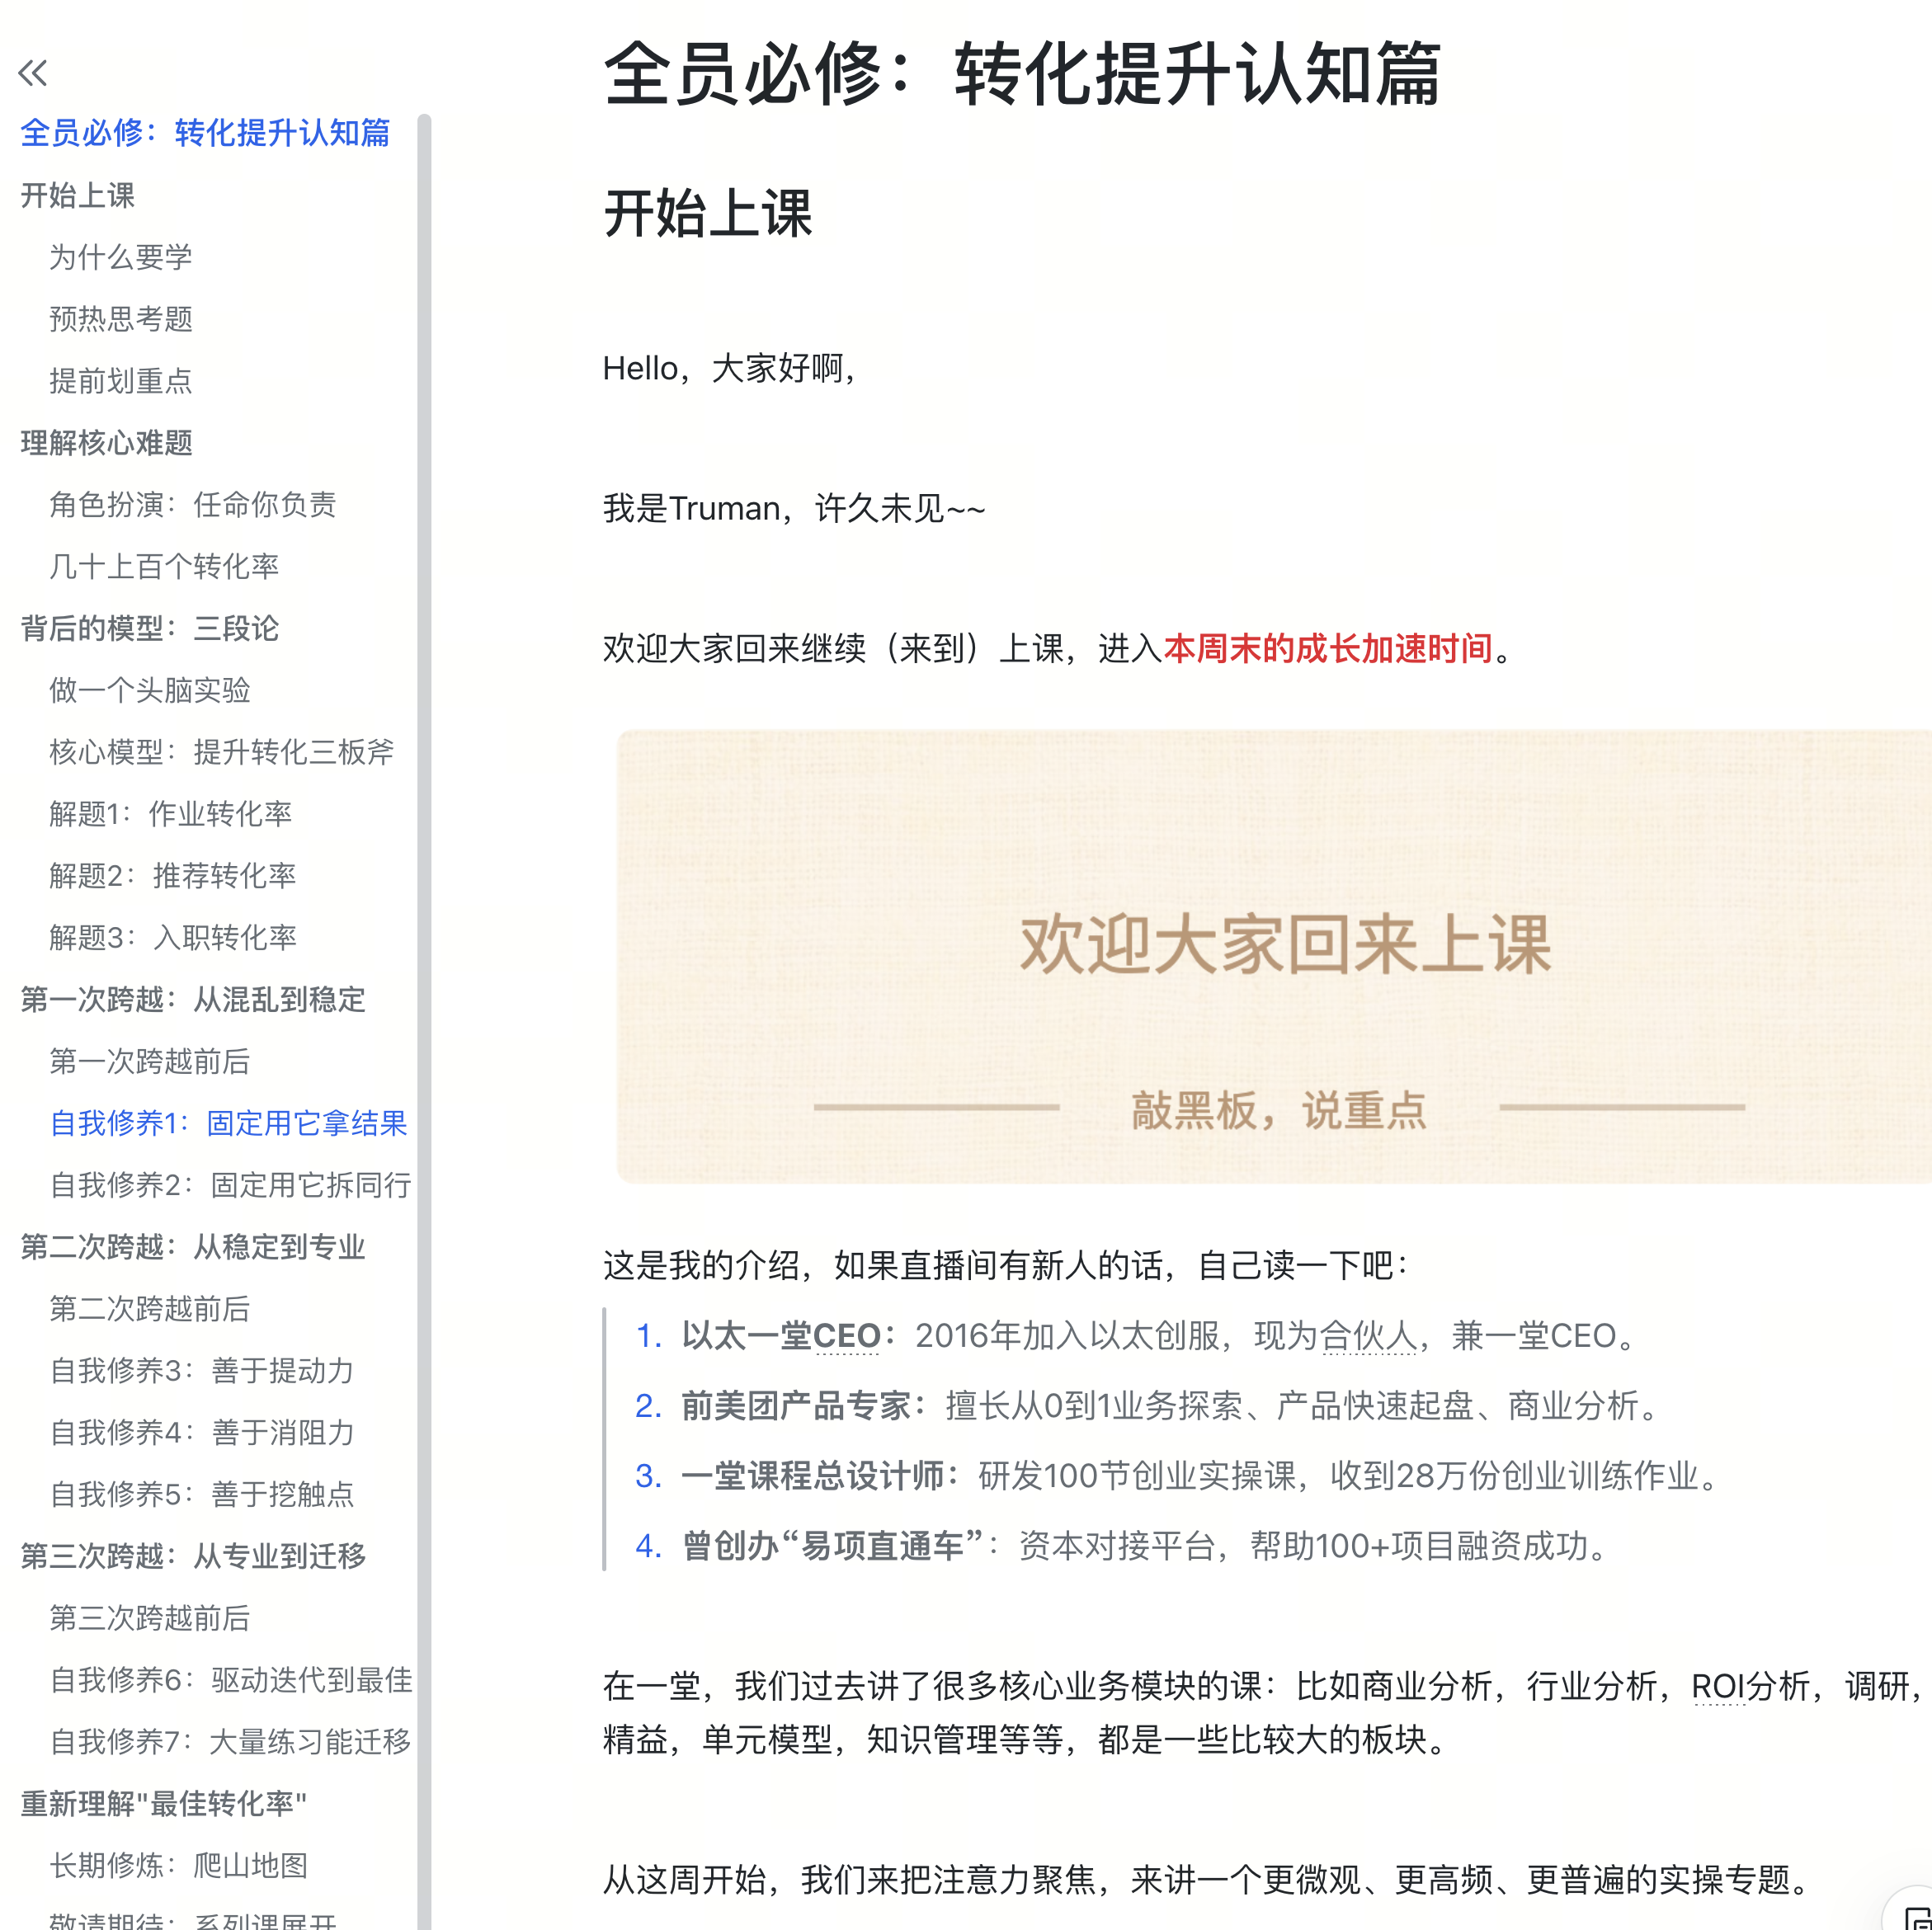 全员必修：转化提升认知篇
开始上课
为什么要学
预热思考题
提前划重点
理解核心难题
角色扮演：任命你负责
几十上百个转化率
背后的模型：三段论
做一个头脑实验
核心模型：提升转化三板斧
解题1：作业转化率
解题2：推荐转化率
解题3：入职转化率
第一次跨越：从混乱到稳定
第一次跨越前后
自我修养1：固定用它拿结果
自我修养2：固定用它拆同行
第二次跨越：从稳定到专业
第二次跨越前后
自我修养3：善于提动力
自我修养4：善于消阻力
自我修养5：善于挖触点
第三次跨越：从专业到迁移
第三次跨越前后
自我修养6：驱动迭代到最佳
自我修养7：大量练习能迁移
重新理解"最佳转化率"
长期修炼：爬山地图
敬请期待：系列课展开
全员必修：转化提升认知篇
开始上课
Hello，大家好啊，
我是Truman，许久未见~~
欢迎大家回来继续（来到）上课，进入本周末的成长加速时间。
欢迎大家回来上课
敲黑板，说重点
这是我的介绍，如果直播间有新人的话，自己读一下吧：
1. 以太一堂CEO：2016年加入以太创服，现为合伙人，兼一堂CEO。
2. 前美团产品专家：擅长从0到1业务探索、产品快速起盘、商业分析。
3. 一堂课程总设计师：研发100节创业实操课，收到28万份创业训练作业。
4. 曾创办“易项直通车”：资本对接平台，帮助100+项目融资成功。
在一堂，我们过去讲了很多核心业务模块的课：比如商业分析，行业分析，ROI分析，调研，
精益，单元模型，知识管理等等，都是一些比较大的板块。
从这周开始，我们来把注意力聚焦，来讲一个更微观、更高频、更普遍的实操专题。